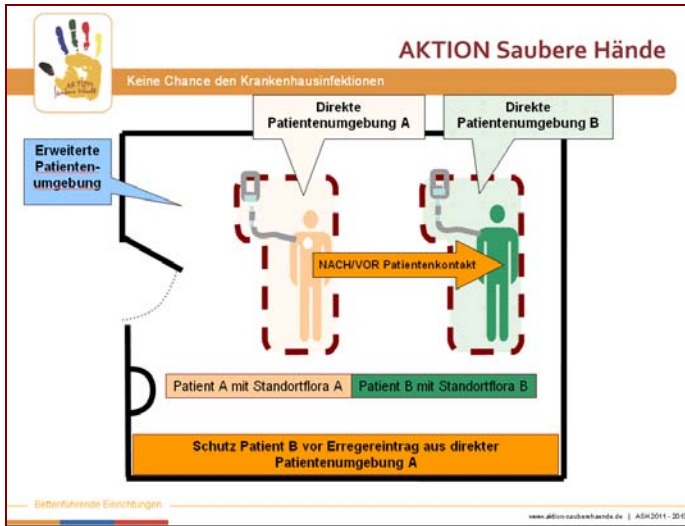 AKTION Saubere Hände
Keine Chance den Krankenhausinfektionen
Direkte
Patientenumgebung A
Direkte
Patientenumgebung B
Erweiterte
Patienten-
umgebung
NACH/VOR Patientenkontakt
Patient A mit Standortflora A
Patient B mit Standortflora B
Schutz Patient B vor Erregereintrag aus direkter
Patientenumgebung A
Bettenführende Einrichtungen
www.aktion-sauberehaende.de | ASH 2011 - 2013